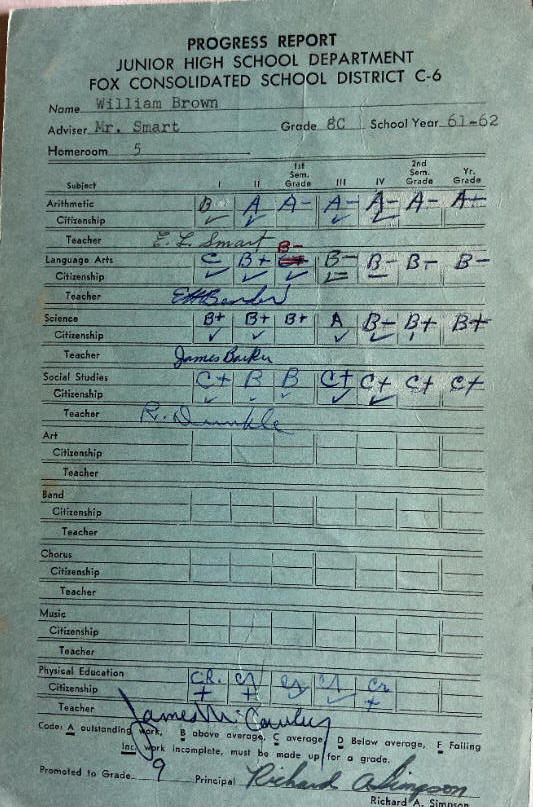 PROGRESS REPORT
JUNIOR HIGH SCHOOL DEPARTMENT
FOX CONSOLIDATED SCHOOL DISTRICT C-6
Name William Brown
Adviser Mr. Smart Grade 8C School Year 61-62
Homeroom 5
Subject I II 1st Sem. Grade III IV 2nd Sem. Grade Yr. Grade
Arithmetic B A A- A- A- A- A+
Citizenship ✓ ✓ ✓ ✓
Teacher E. L. Smart
B-
Language Arts C B+ C+ B- B- B- B-
Citizenship ✓ ✓ ✓
Teacher E H Bender
Science B+ B+ B+ A B- B+ B+
Citizenship ✓ ✓ ✓ ✓
Teacher James Barker
Social Studies C+ B B C+ C+ C+ C+
Citizenship ✓ ✓ ✓ ✓ ✓
Teacher R. Dunkle
Art
Citizenship
Teacher
Band
Citizenship
Teacher
Chorus
Citizenship
Teacher
Music
Citizenship
Teacher
Physical Education CR. Cr
Citizenship + + ✓ +
Teacher James McCauley
Code: A outstanding work, B above average, C average, D Below average, F Failing
Inc. work incomplete, must be made up for a grade.
Promoted to Grade 9 Principal Richard A Simpson
Richard A. Simpson